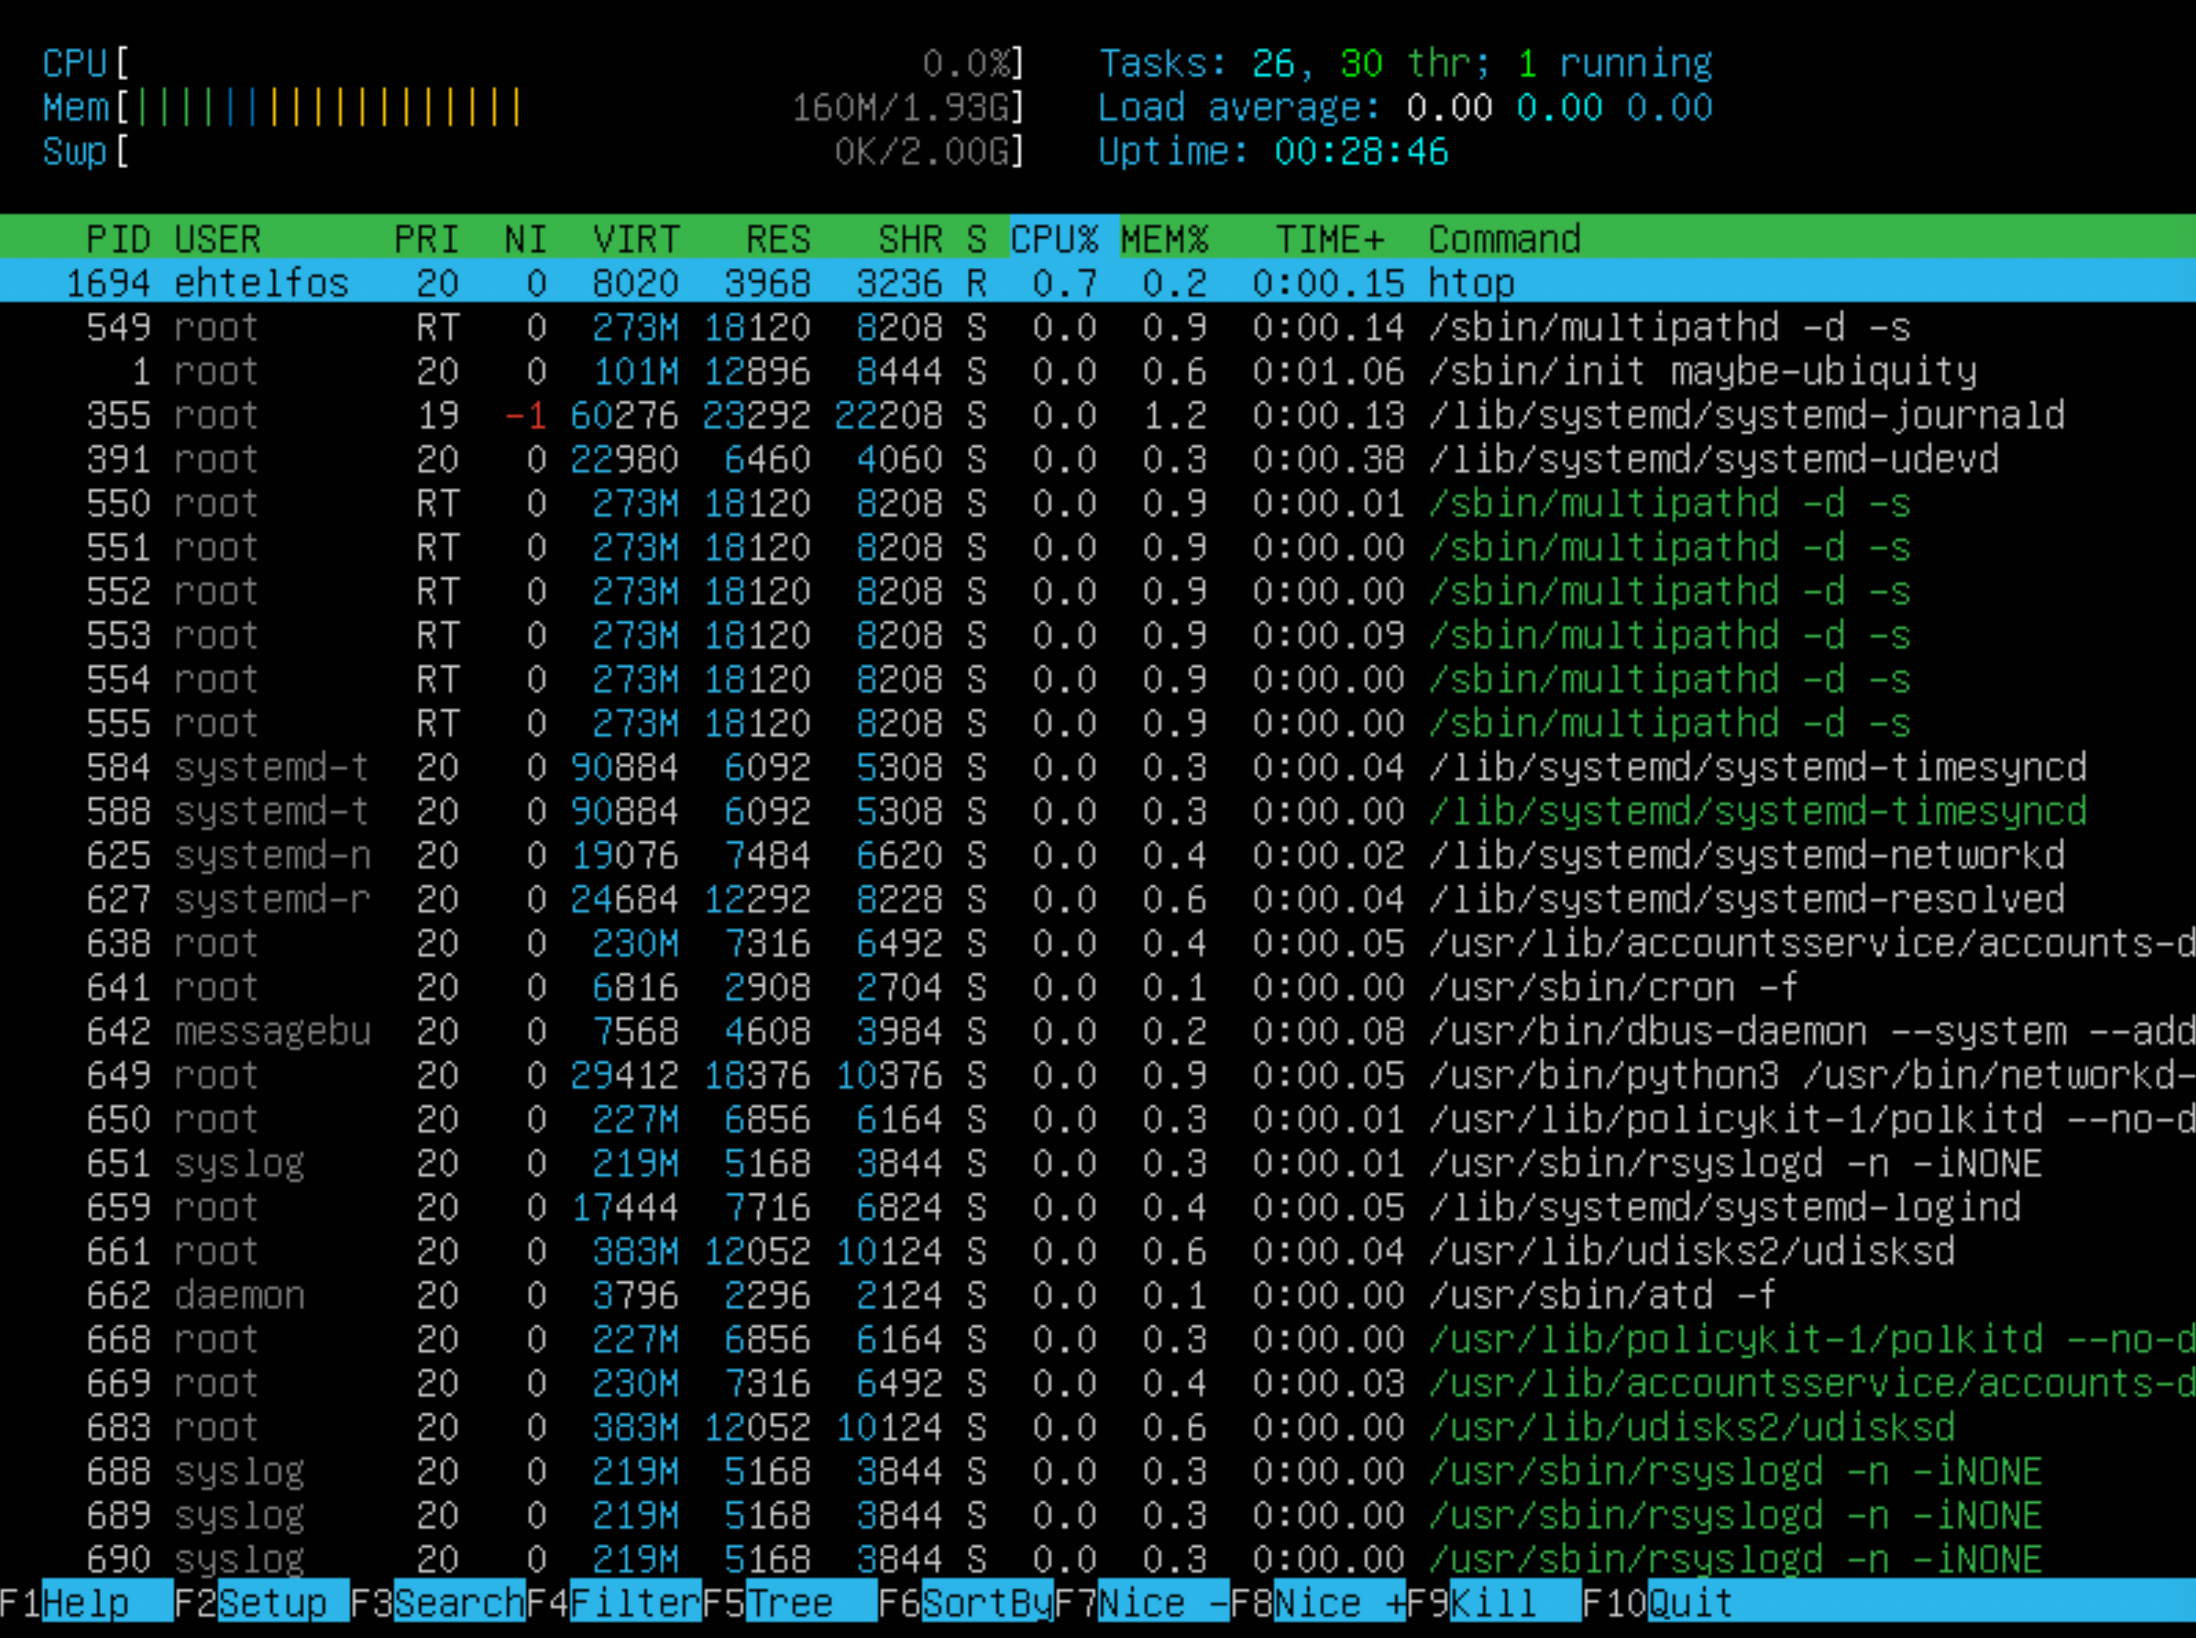 CPU[ 0.0%] Tasks: 26, 30 thr; 1 running
Mem[|||||||||||||||||| 160M/1.93G] Load average: 0.00 0.00 0.00
Swp[ 0K/2.00G] Uptime: 00:28:46
PID USER PRI NI VIRT RES SHR S CPU% MEM% TIME+ Command
1694 ehtelfos 20 0 8020 3968 3236 R 0.7 0.2 0:00.15 htop
549 root RT 0 273M 18120 8208 S 0.0 0.9 0:00.14 /sbin/multipathd -d -s
1 root 20 0 101M 12896 8444 S 0.0 0.6 0:01.06 /sbin/init maybe-ubiquity
355 root 19 -1 60276 23292 22208 S 0.0 1.2 0:00.13 /lib/systemd/systemd-journald
391 root 20 0 22980 6460 4060 S 0.0 0.3 0:00.38 /lib/systemd/systemd-udevd
550 root RT 0 273M 18120 8208 S 0.0 0.9 0:00.01 /sbin/multipathd -d -s
551 root RT 0 273M 18120 8208 S 0.0 0.9 0:00.00 /sbin/multipathd -d -s
552 root RT 0 273M 18120 8208 S 0.0 0.9 0:00.00 /sbin/multipathd -d -s
553 root RT 0 273M 18120 8208 S 0.0 0.9 0:00.09 /sbin/multipathd -d -s
554 root RT 0 273M 18120 8208 S 0.0 0.9 0:00.00 /sbin/multipathd -d -s
555 root RT 0 273M 18120 8208 S 0.0 0.9 0:00.00 /sbin/multipathd -d -s
584 systemd-t 20 0 90884 6092 5308 S 0.0 0.3 0:00.04 /lib/systemd/systemd-timesyncd
588 systemd-t 20 0 90884 6092 5308 S 0.0 0.3 0:00.00 /lib/systemd/systemd-timesyncd
625 systemd-n 20 0 19076 7484 6620 S 0.0 0.4 0:00.02 /lib/systemd/systemd-networkd
627 systemd-r 20 0 24684 12292 8228 S 0.0 0.6 0:00.04 /lib/systemd/systemd-resolved
638 root 20 0 230M 7316 6492 S 0.0 0.4 0:00.05 /usr/lib/accountsservice/accounts-d
641 root 20 0 6816 2908 2704 S 0.0 0.1 0:00.00 /usr/sbin/cron -f
642 messagebu 20 0 7568 4608 3984 S 0.0 0.2 0:00.08 /usr/bin/dbus-daemon --system --add
649 root 20 0 29412 18376 10376 S 0.0 0.9 0:00.05 /usr/bin/python3 /usr/bin/networkd-
650 root 20 0 227M 6856 6164 S 0.0 0.3 0:00.01 /usr/lib/policykit-1/polkitd --no-d
651 syslog 20 0 219M 5168 3844 S 0.0 0.3 0:00.01 /usr/sbin/rsyslogd -n -iNONE
659 root 20 0 17444 7716 6824 S 0.0 0.4 0:00.05 /lib/systemd/systemd-logind
661 root 20 0 383M 12052 10124 S 0.0 0.6 0:00.04 /usr/lib/udisks2/udisksd
662 daemon 20 0 3796 2296 2124 S 0.0 0.1 0:00.00 /usr/sbin/atd -f
668 root 20 0 227M 6856 6164 S 0.0 0.3 0:00.00 /usr/lib/policykit-1/polkitd --no-d
669 root 20 0 230M 7316 6492 S 0.0 0.4 0:00.03 /usr/lib/accountsservice/accounts-d
683 root 20 0 383M 12052 10124 S 0.0 0.6 0:00.00 /usr/lib/udisks2/udisksd
688 syslog 20 0 219M 5168 3844 S 0.0 0.3 0:00.00 /usr/sbin/rsyslogd -n -iNONE
689 syslog 20 0 219M 5168 3844 S 0.0 0.3 0:00.00 /usr/sbin/rsyslogd -n -iNONE
690 syslog 20 0 219M 5168 3844 S 0.0 0.3 0:00.00 /usr/sbin/rsyslogd -n -iNONE
F1Help F2Setup F3SearchF4FilterF5Tree F6SortByF7Nice -F8Nice +F9Kill F10Quit